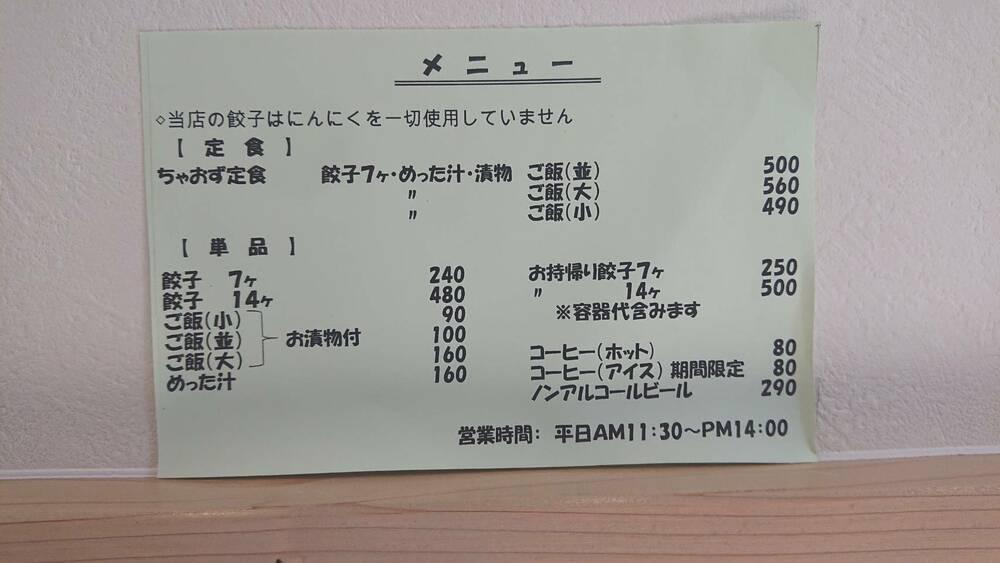 メニュー
◇当店の餃子はにんにくを一切使用していません
【 定 食 】
ちゃおず定食 餃子7ヶ・めった汁・漬物 ご飯(並) 500
〃 ご飯(大) 560
〃 ご飯(小) 490
【 単 品 】
餃子 7ヶ 240
餃子 14ヶ 480
ご飯(小) 90
ご飯(並) お漬物付 100
ご飯(大) 160
めった汁 160
お持帰り餃子7ヶ 250
〃 14ヶ 500
※容器代含みます
コーヒー(ホット) 80
コーヒー(アイス) 期間限定 80
ノンアルコールビール 290
営業時間: 平日AM11:30~PM14:00